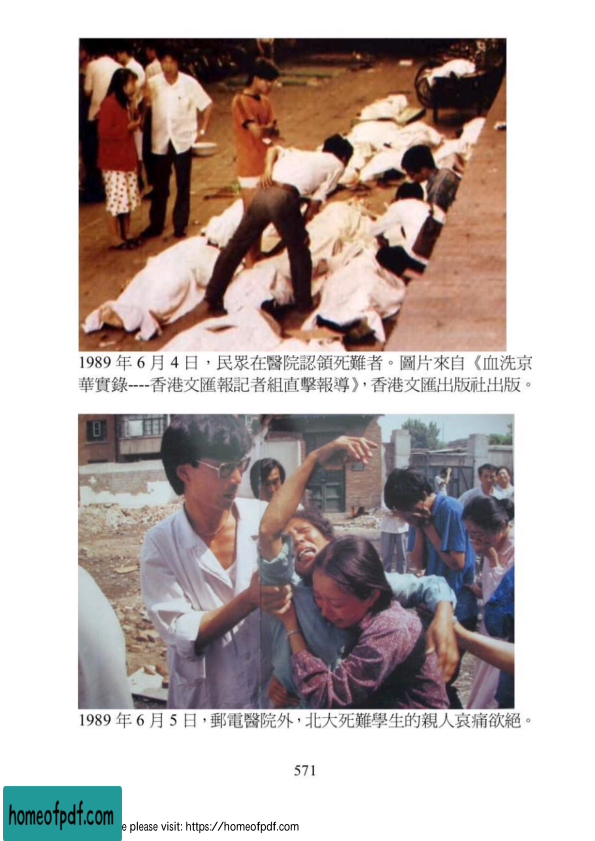 1989 年 6 月 4 日，民眾在醫院認領死難者。圖片來自《血洗京
華實錄----香港文匯報記者組直擊報導》，香港文匯出版社出版。
1989 年 6 月 5 日，郵電醫院外，北大死難學生的親人哀痛欲絕。
571
homeofpdf.com
e please visit: https://homeofpdf.com